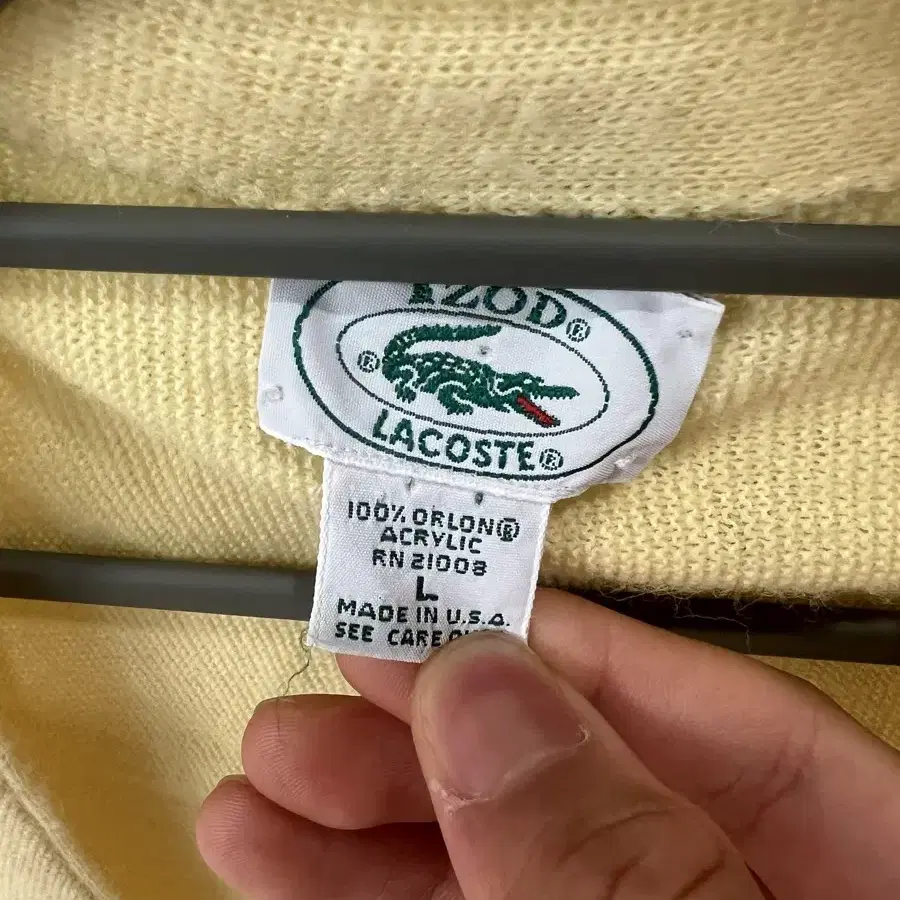 IZOD®
®
LACOSTE®
100% ORLON®
ACRYLIC
RN 21008
L
MADE IN U.S.A.
SEE CARE